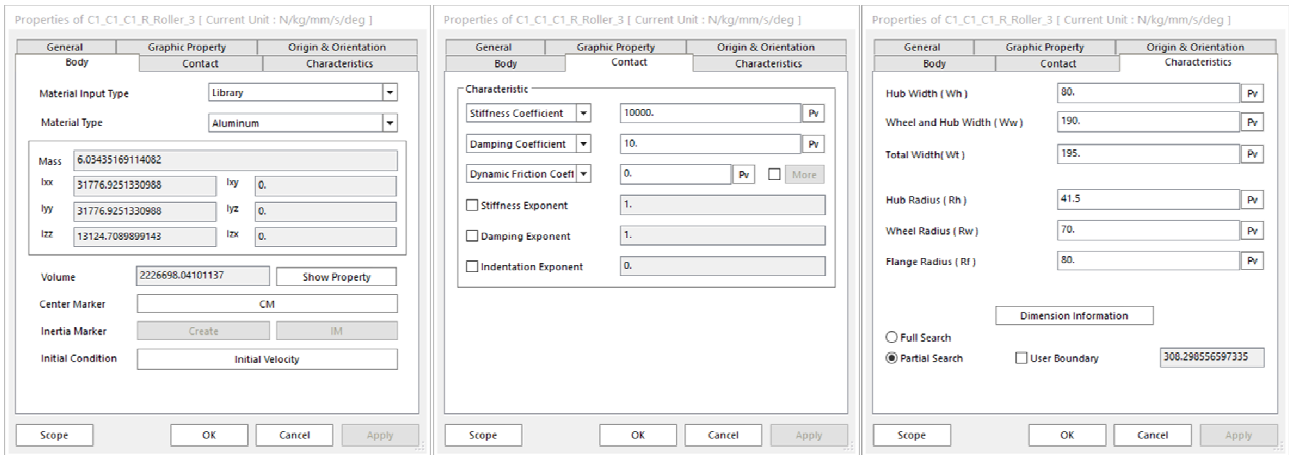 Properties of C1_C1_C1_R_Roller_3 [ Current Unit : N/kg/mm/s/deg ]
General Graphic Property Origin & Orientation
Body Contact Characteristics
Material Input Type Library
Material Type Aluminum
Mass 6.03435169114082
Ixx 31776.9251330988 Ixy 0.
Iyy 31776.9251330988 Iyz 0.
Izz 13124.7089899143 Izx 0.
Volume 2226698.04101137 Show Property
Center Marker CM
Inertia Marker Create IM
Initial Condition Initial Velocity
Scope OK Cancel Apply
Properties of C1_C1_C1_R_Roller_3 [ Current Unit : N/kg/mm/s/deg ]
General Graphic Property Origin & Orientation
Body Contact Characteristics
Characteristic
Stiffness Coefficient 10000. Pv
Damping Coefficient 10. Pv
Dynamic Friction Coeff 0. Pv More
Stiffness Exponent 1.
Damping Exponent 1.
Indentation Exponent 0.
Scope OK Cancel Apply
Properties of C1_C1_C1_R_Roller_3 [ Current Unit : N/kg/mm/s/deg ]
General Graphic Property Origin & Orientation
Body Contact Characteristics
Hub Width ( Wh ) 80. Pv
Wheel and Hub Width ( Ww ) 190. Pv
Total Width( Wt ) 195. Pv
Hub Radius ( Rh ) 41.5 Pv
Wheel Radius ( Rw ) 70. Pv
Flange Radius ( Rf ) 80. Pv
Dimension Information
Full Search
Partial Search User Boundary 308.298556597335
Scope OK Cancel Apply